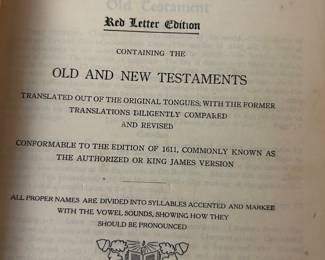 Old Testament
Red Letter Edition
CONTAINING THE
OLD AND NEW TESTAMENTS
TRANSLATED OUT OF THE ORIGINAL TONGUES; WITH THE FORMER
TRANSLATIONS DILIGENTLY COMPARED
AND REVISED
CONFORMABLE TO THE EDITION OF 1611, COMMONLY KNOWN AS
THE AUTHORIZED OR KING JAMES VERSION
ALL PROPER NAMES ARE DIVIDED INTO SYLLABLES ACCENTED AND MARKED
WITH THE VOWEL SOUNDS, SHOWING HOW THEY
SHOULD BE PRONOUNCED